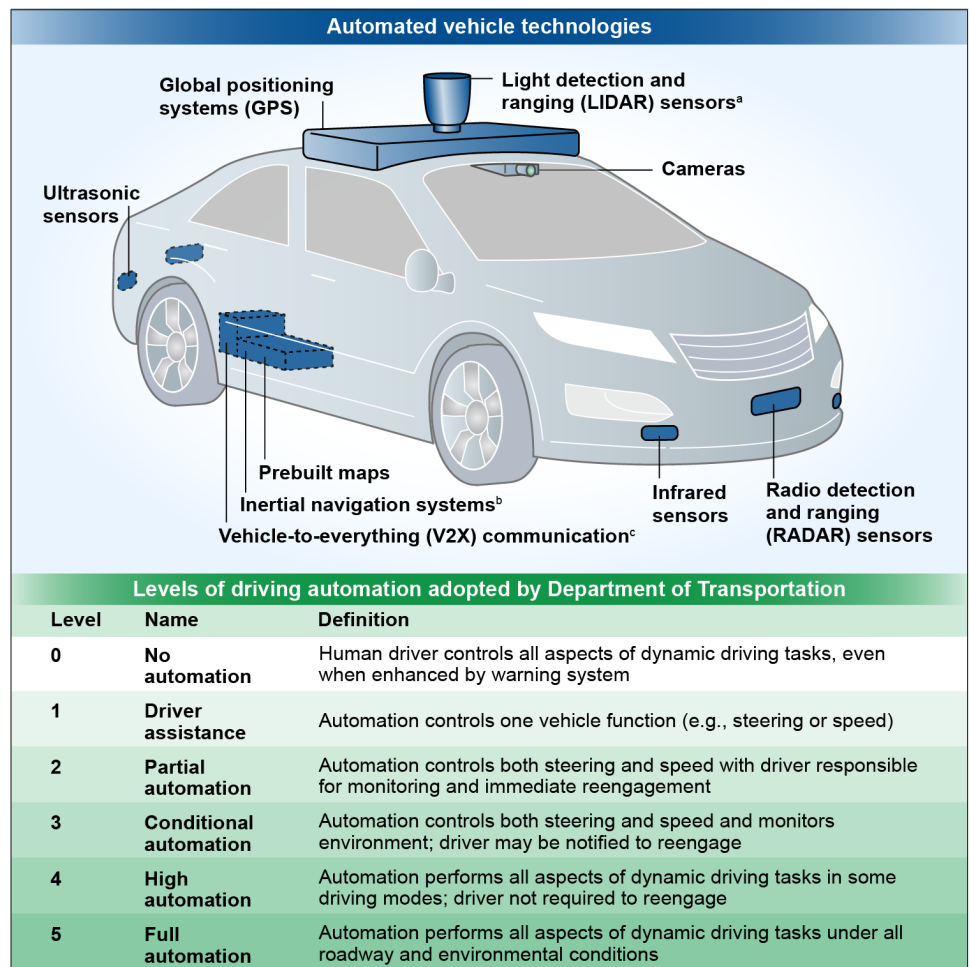 Automated vehicle technologies
Global positioning
systems (GPS)
Light detection and
ranging (LIDAR) sensorsᵃ
Cameras
Ultrasonic
sensors
Prebuilt maps
Inertial navigation systemsᵇ
Vehicle-to-everything (V2X) communicationᶜ
Infrared
sensors
Radio detection
and ranging
(RADAR) sensors
Levels of driving automation adopted by Department of Transportation
Level Name Definition
0 No automation Human driver controls all aspects of dynamic driving tasks, even
when enhanced by warning system
1 Driver assistance Automation controls one vehicle function (e.g., steering or speed)
2 Partial automation Automation controls both steering and speed with driver responsible
for monitoring and immediate reengagement
3 Conditional automation Automation controls both steering and speed and monitors
environment; driver may be notified to reengage
4 High automation Automation performs all aspects of dynamic driving tasks in some
driving modes; driver not required to reengage
5 Full automation Automation performs all aspects of dynamic driving tasks under all
roadway and environmental conditions